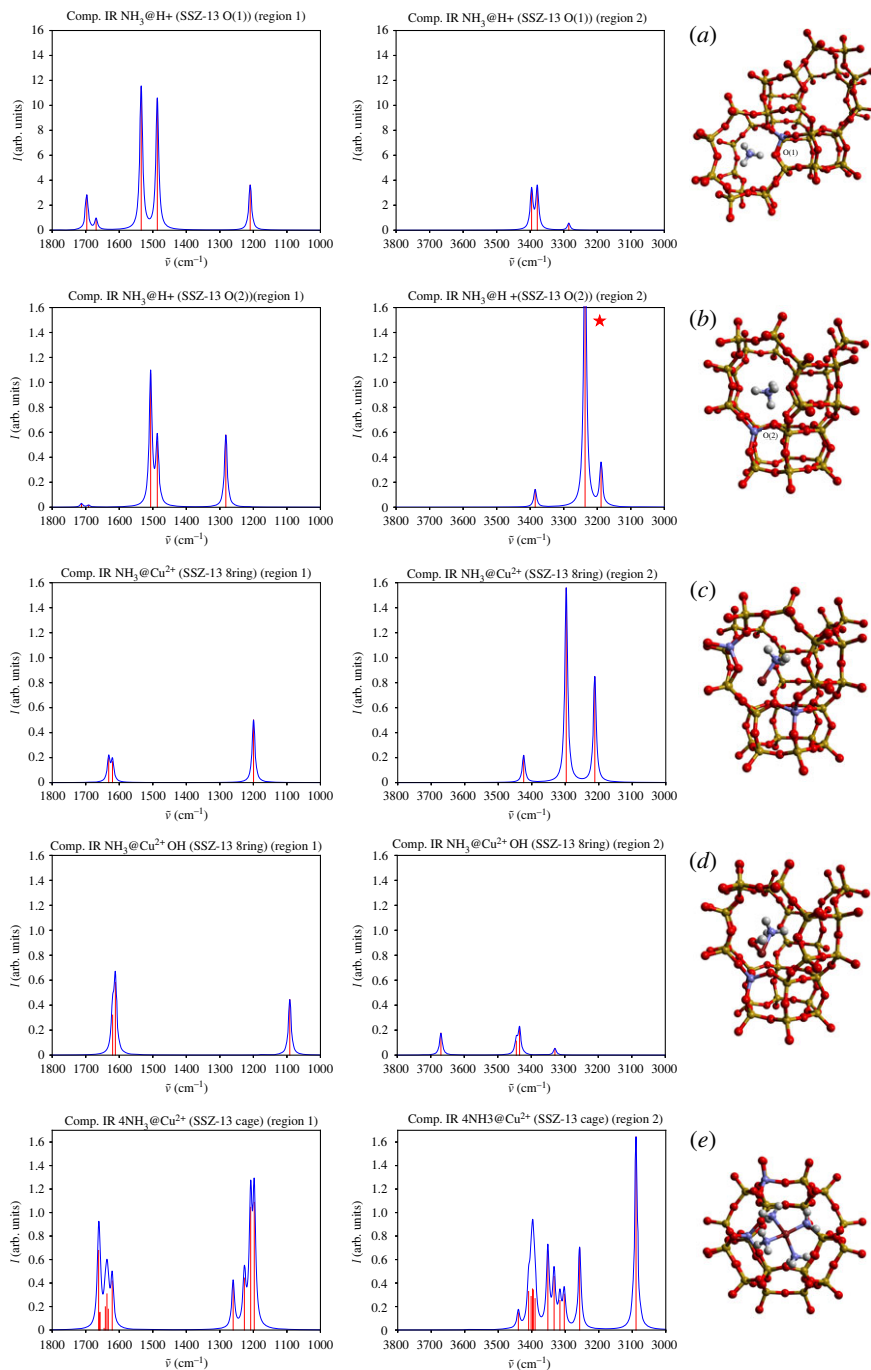 Comp. IR NH₃@H+ (SSZ-13 O(1)) (region 1)
16
14
12
10
8
6
4
2
0
I (arb. units)
1800 1700 1600 1500 1400 1300 1200 1100 1000
ν̃ (cm⁻¹)
Comp. IR NH₃@H+ (SSZ-13 O(1)) (region 2)
16
14
12
10
8
6
4
2
0
I (arb. units)
3800 3700 3600 3500 3400 3300 3200 3100 3000
ν̃ (cm⁻¹)
(a)
O(1)
Comp. IR NH₃@H+ (SSZ-13 O(2))(region 1)
1.6
1.4
1.2
1.0
0.8
0.6
0.4
0.2
0
I (arb. units)
1800 1700 1600 1500 1400 1300 1200 1100 1000
ν̃ (cm⁻¹)
Comp. IR NH₃@H +(SSZ-13 O(2)) (region 2)
1.6
1.4
1.2
1.0
0.8
0.6
0.4
0.2
0
I (arb. units)
3800 3700 3600 3500 3400 3300 3200 3100 3000
ν̃ (cm⁻¹)
(b)
O(2)
Comp. IR NH₃@Cu²⁺ (SSZ-13 8ring) (region 1)
1.6
1.4
1.2
1.0
0.8
0.6
0.4
0.2
0
I (arb. units)
1800 1700 1600 1500 1400 1300 1200 1100 1000
ν̃ (cm⁻¹)
Comp. IR NH₃@Cu²⁺ (SSZ-13 8ring) (region 2)
1.6
1.4
1.2
1.0
0.8
0.6
0.4
0.2
0
I (arb. units)
3800 3700 3600 3500 3400 3300 3200 3100 3000
ν̃ (cm⁻¹)
(c)
Comp. IR NH₃@Cu²⁺ OH (SSZ-13 8ring) (region 1)
1.6
1.4
1.2
1.0
0.8
0.6
0.4
0.2
0
I (arb. units)
1800 1700 1600 1500 1400 1300 1200 1100 1000
ν̃ (cm⁻¹)
Comp. IR NH₃@Cu²⁺ OH (SSZ-13 8ring) (region 2)
1.6
1.4
1.2
1.0
0.8
0.6
0.4
0.2
0
I (arb. units)
3800 3700 3600 3500 3400 3300 3200 3100 3000
ν̃ (cm⁻¹)
(d)
Comp. IR 4NH₃@Cu²⁺ (SSZ-13 cage) (region 1)
1.6
1.4
1.2
1.0
0.8
0.6
0.4
0.2
0
I (arb. units)
1800 1700 1600 1500 1400 1300 1200 1100 1000
ν̃ (cm⁻¹)
Comp. IR 4NH3@Cu²⁺ (SSZ-13 cage) (region 2)
1.6
1.4
1.2
1.0
0.8
0.6
0.4
0.2
0
I (arb. units)
3800 3700 3600 3500 3400 3300 3200 3100 3000
ν̃ (cm⁻¹)
(e)